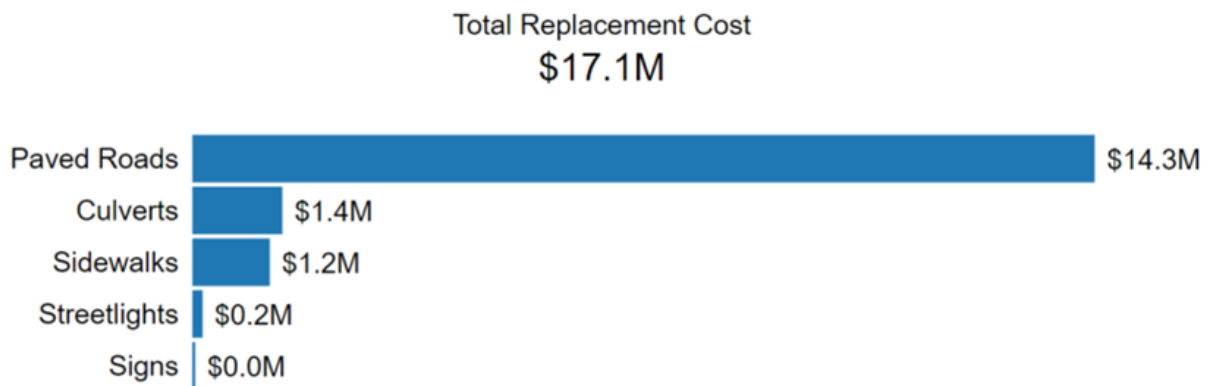 Total Replacement Cost
$17.1M
Paved Roads $14.3M
Culverts $1.4M
Sidewalks $1.2M
Streetlights $0.2M
Signs $0.0M